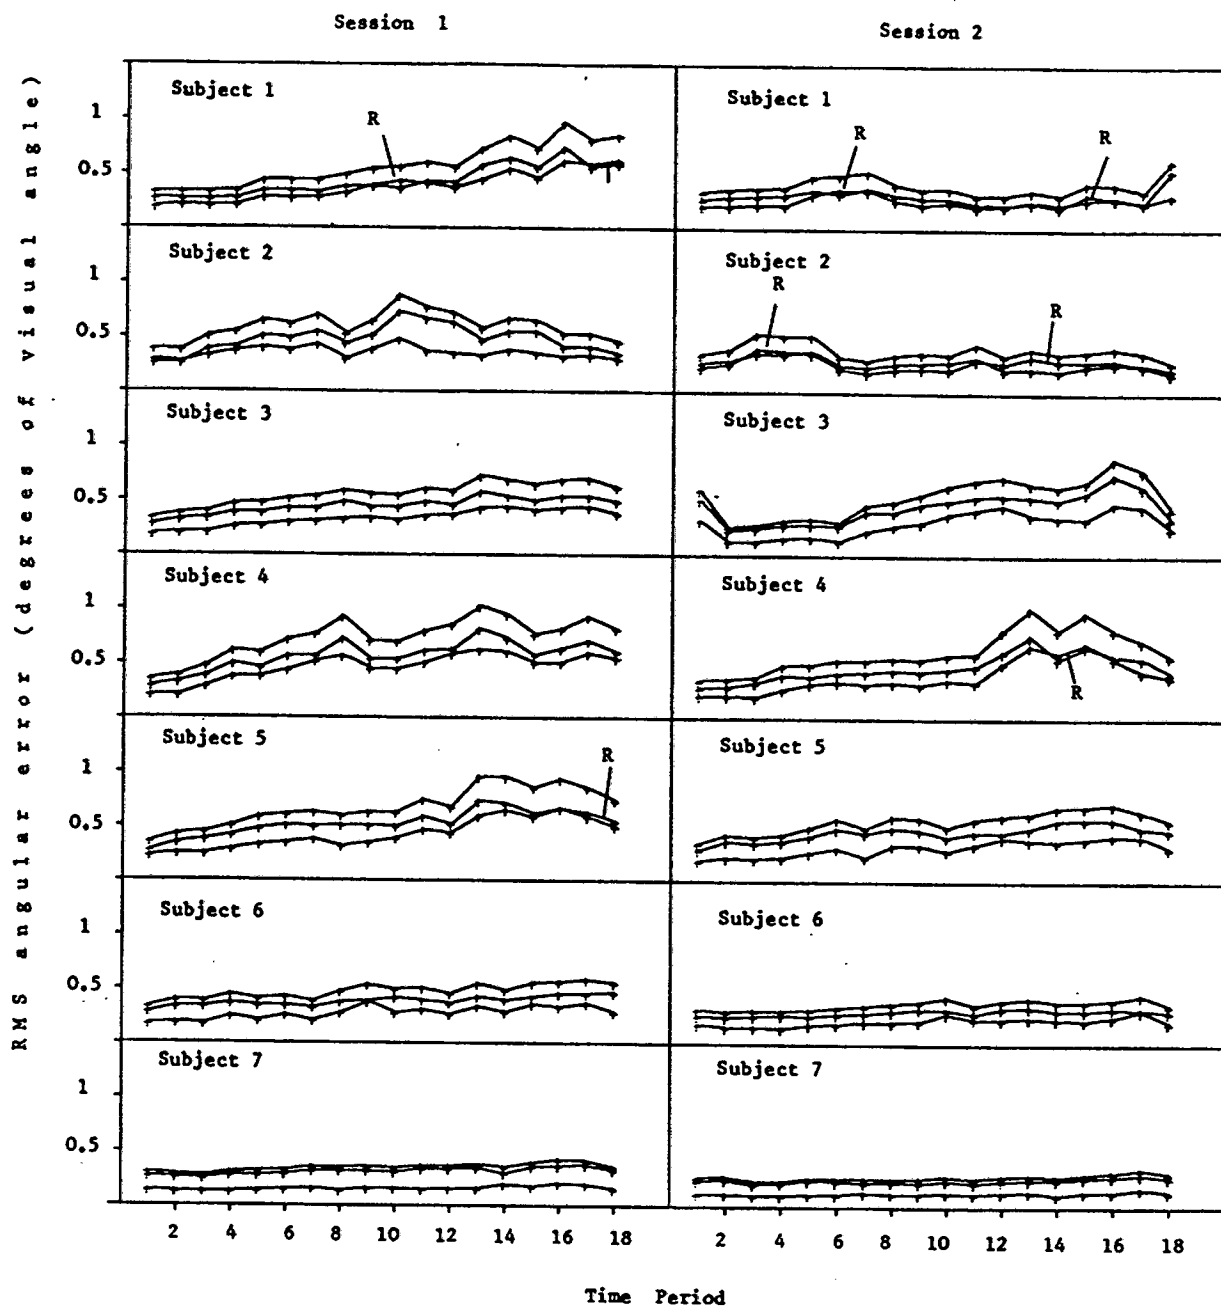 Session 1
Session 2
RMS angular error (degrees of visual angle)
Subject 1
1
0.5
R
Subject 1
R
R
Subject 2
1
0.5
Subject 2
R
R
Subject 3
1
0.5
Subject 3
Subject 4
1
0.5
Subject 4
R
Subject 5
1
0.5
R
Subject 5
Subject 6
1
0.5
Subject 6
Subject 7
1
0.5
Subject 7
2 4 6 8 10 12 14 16 18
2 4 6 8 10 12 14 16 18
Time Period